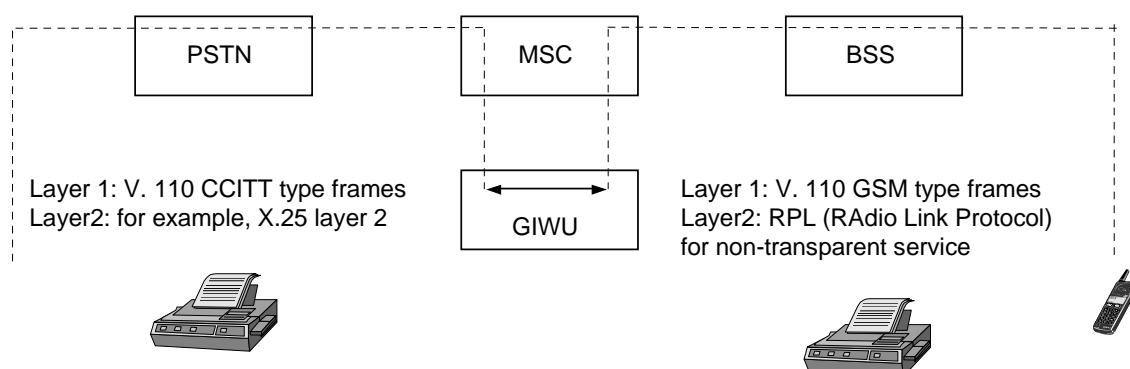 PSTN
MSC
BSS
Layer 1: V. 110 CCITT type frames
Layer2: for example, X.25 layer 2
GIWU
Layer 1: V. 110 GSM type frames
Layer2: RPL (RAdio Link Protocol)
for non-transparent service